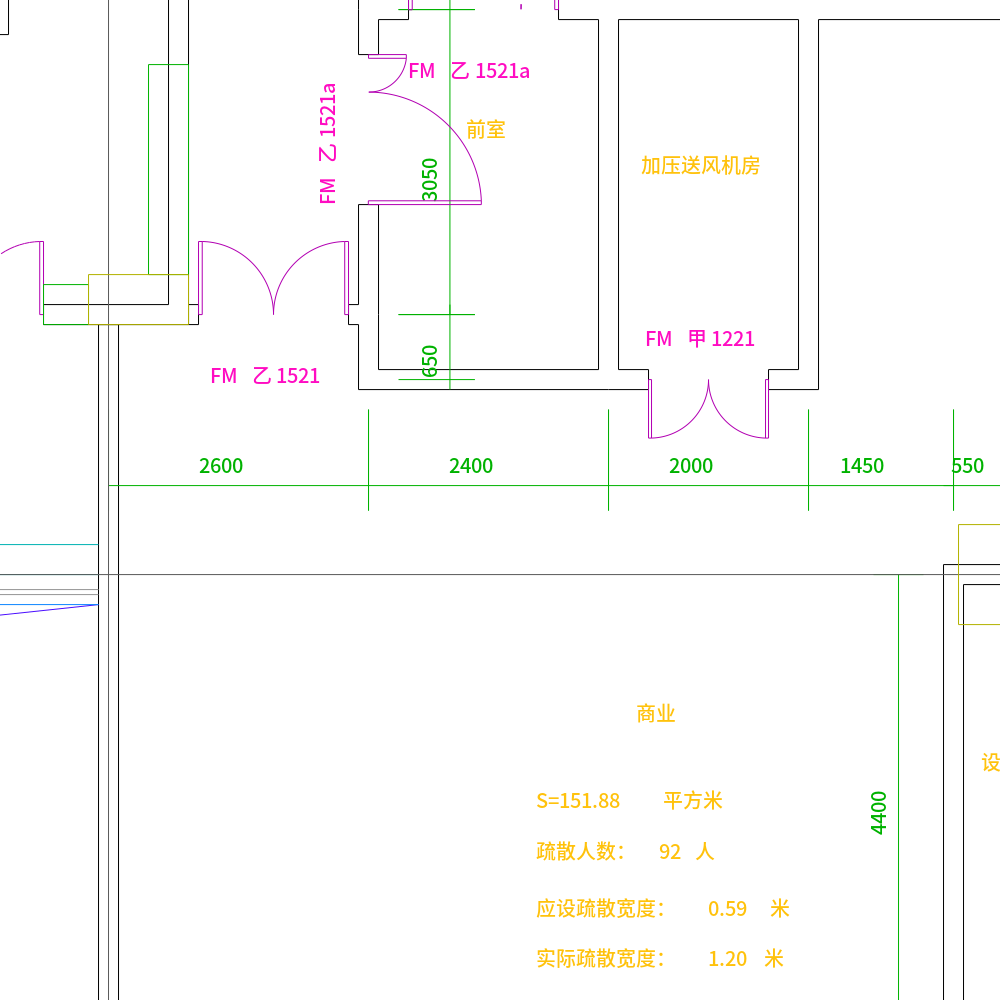 FM 乙 1521a
FM 乙 1521a
前室
3050
加压送风机房
FM 甲 1221
650
FM 乙 1521
2600 2400 2000 1450 550
商业
设
S=151.88 平方米
4400
疏散人数: 92 人
应设疏散宽度: 0.59 米
实际疏散宽度: 1.20 米